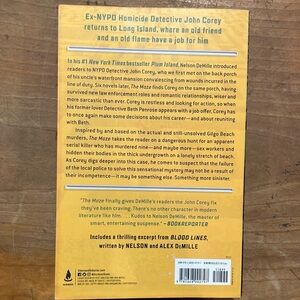 Ex-NYPD Homicide Detective John Corey
returns to Long Island, where an old friend
and an old flame have a job for him
In his #1 New York Times bestseller Plum Island, Nelson DeMille introduced
readers to NYPD Detective John Corey, who we first met on the back porch
of his uncle's waterfront mansion convalescing from wounds incurred in the
line of duty. Six novels later, The Maze finds Corey on the same porch, having
survived new law enforcement roles and romantic relationships, wiser and
more sarcastic than ever. Corey is restless and looking for action, so when
his former lover Detective Beth Penrose appears with a job offer, Corey has
to once again make some decisions about his career—and about reuniting
with Beth.
Inspired by and based on the actual and still-unsolved Gilgo Beach
murders, The Maze takes the reader on a dangerous hunt for an apparent
serial killer who has murdered nine—and maybe more—sex workers and
hidden their bodies in the thick undergrowth on a lonely stretch of beach.
As Corey digs deeper into this case, he comes to suspect that the failure of
the local police to solve this sensational mystery may not be a result of
their incompetence—it may be something else. Something more sinister.
"The Maze finally gives DeMille's readers the John Corey fix
they've been craving. There's no other character in modern
literature like him. . . . Kudos to Nelson DeMille, the master of
smart, entertaining suspense." —BOOKREPORTER
Includes a thrilling excerpt from BLOOD LINES,
written by NELSON and ALEX DEMILLE